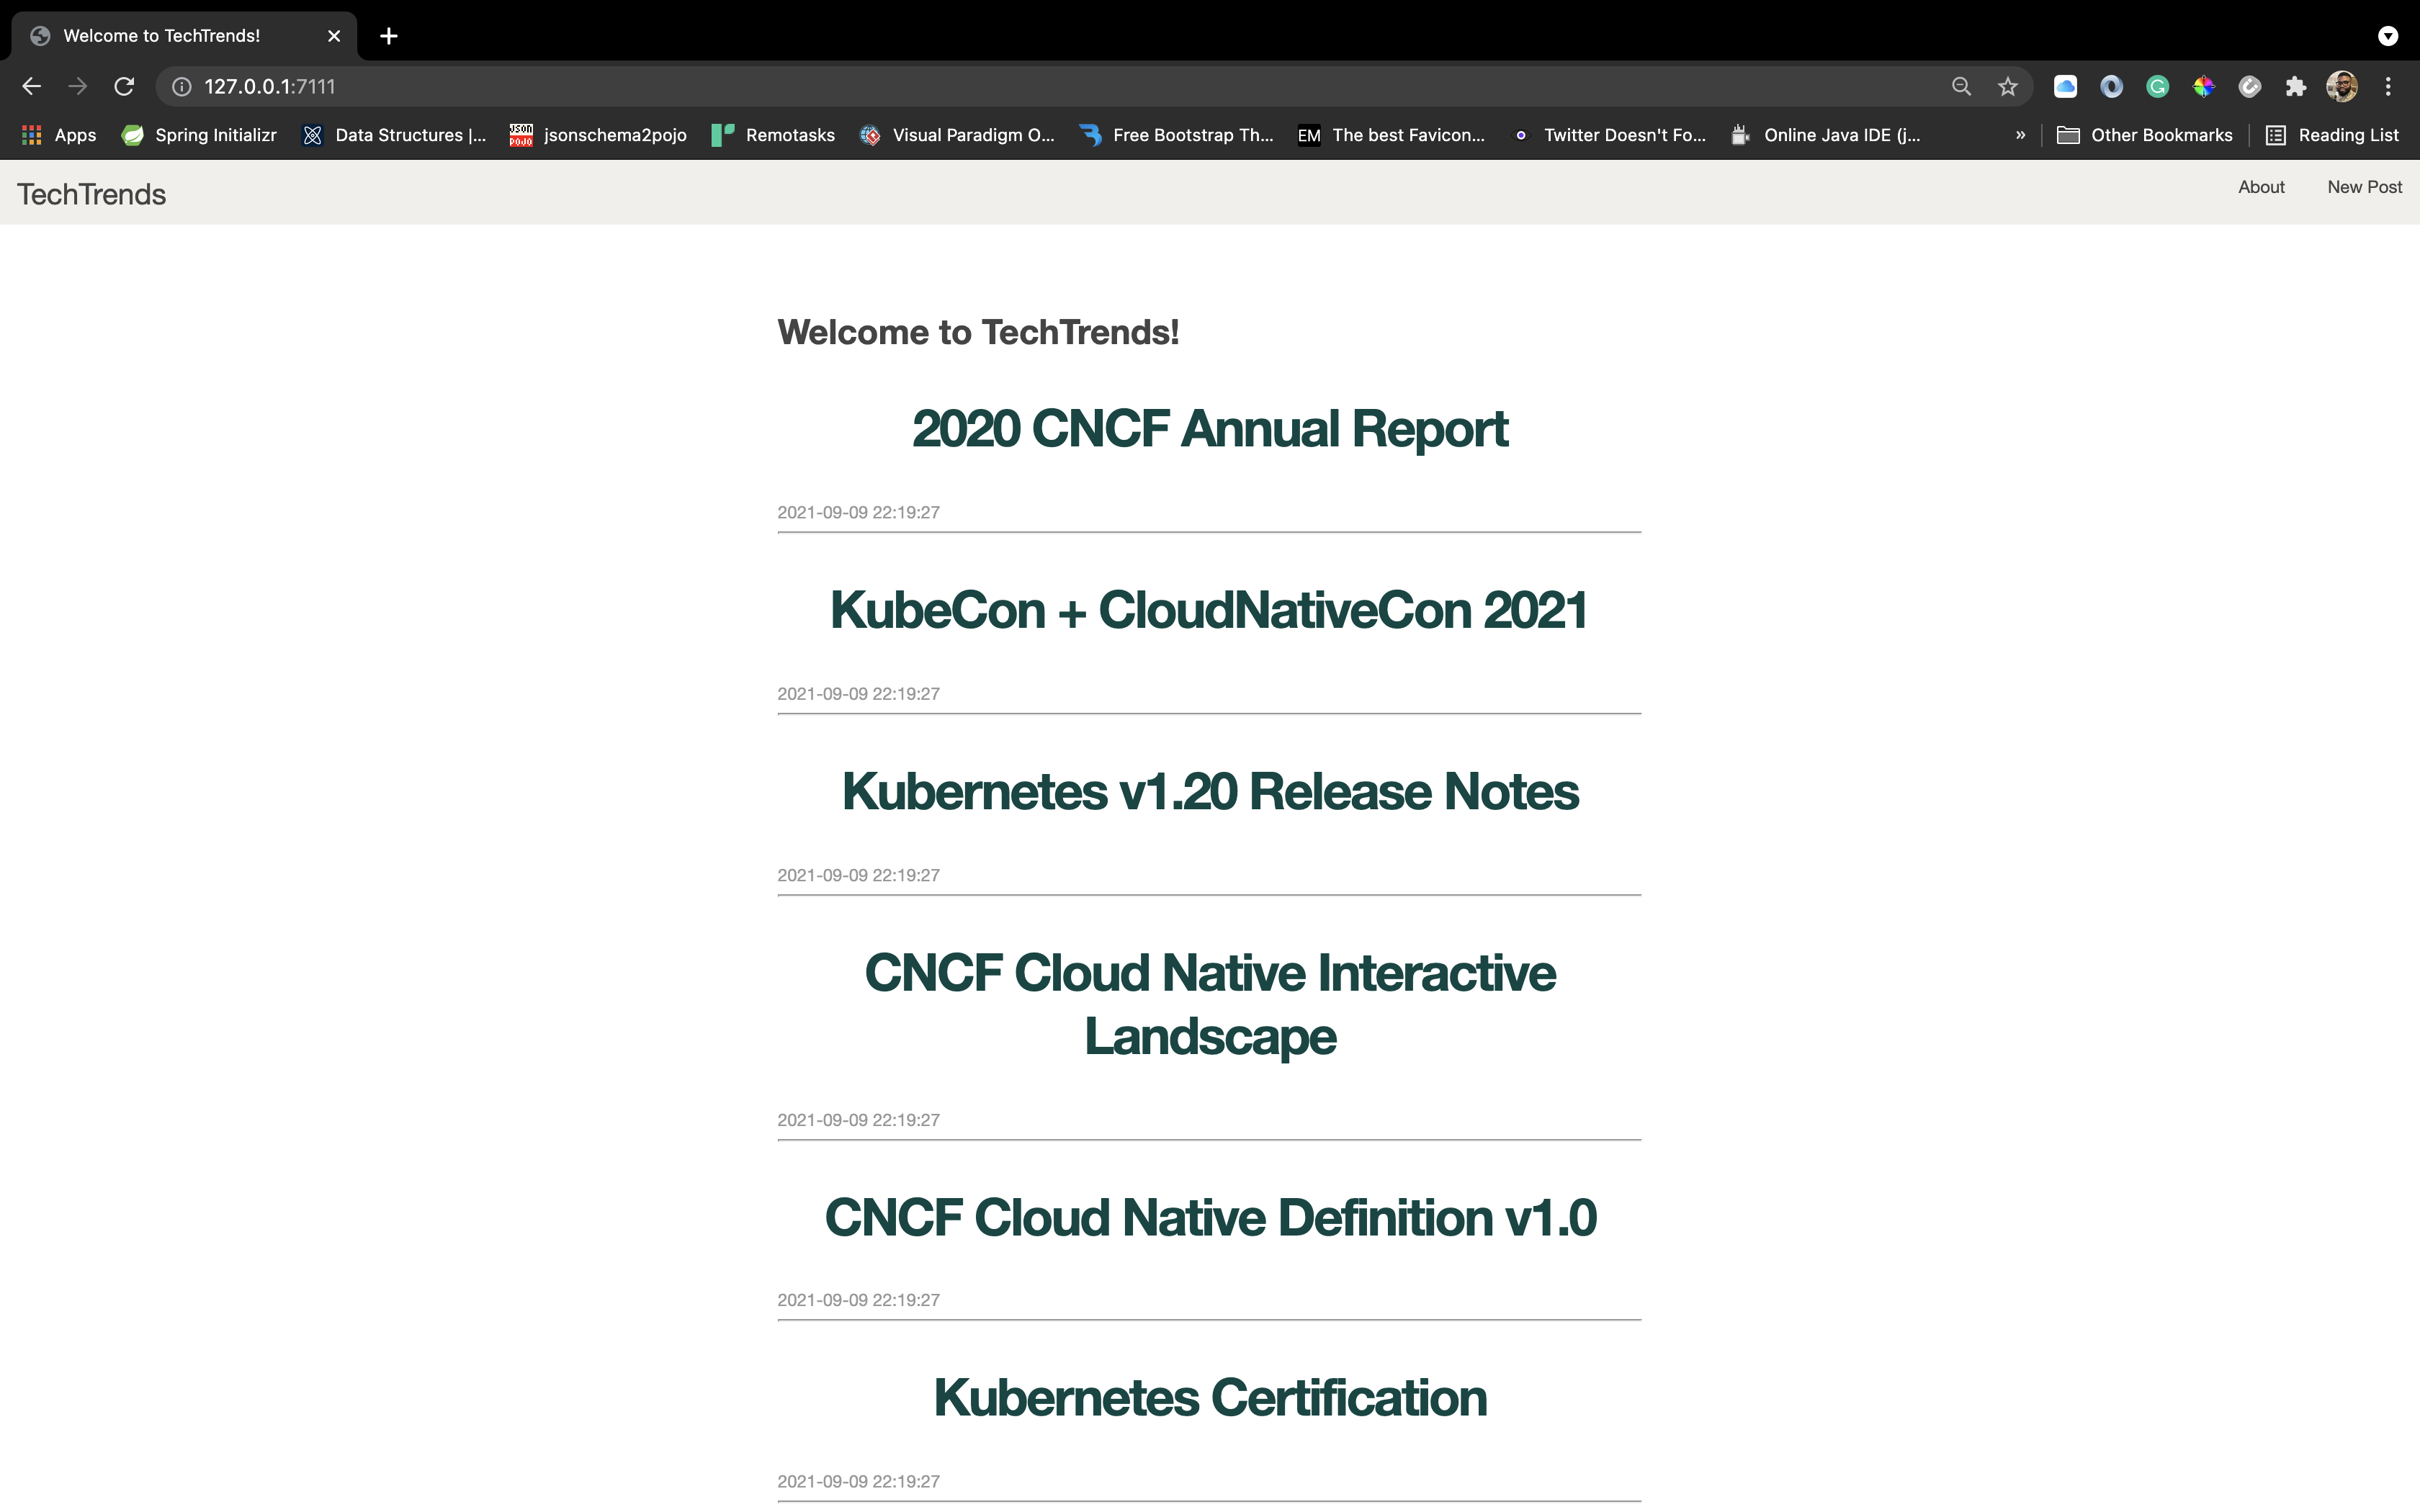 Welcome to TechTrends!
127.0.0.1:7111
Apps
Spring Initializr
Data Structures |...
JSON
POJO
jsonschema2pojo
Remotasks
Visual Paradigm O...
Free Bootstrap Th...
EM
The best Favicon...
Twitter Doesn't Fo...
Online Java IDE (j...
»
Other Bookmarks
Reading List
TechTrends
About
New Post
Welcome to TechTrends!
2020 CNCF Annual Report
2021-09-09 22:19:27
KubeCon + CloudNativeCon 2021
2021-09-09 22:19:27
Kubernetes v1.20 Release Notes
2021-09-09 22:19:27
CNCF Cloud Native Interactive
Landscape
2021-09-09 22:19:27
CNCF Cloud Native Definition v1.0
2021-09-09 22:19:27
Kubernetes Certification
2021-09-09 22:19:27